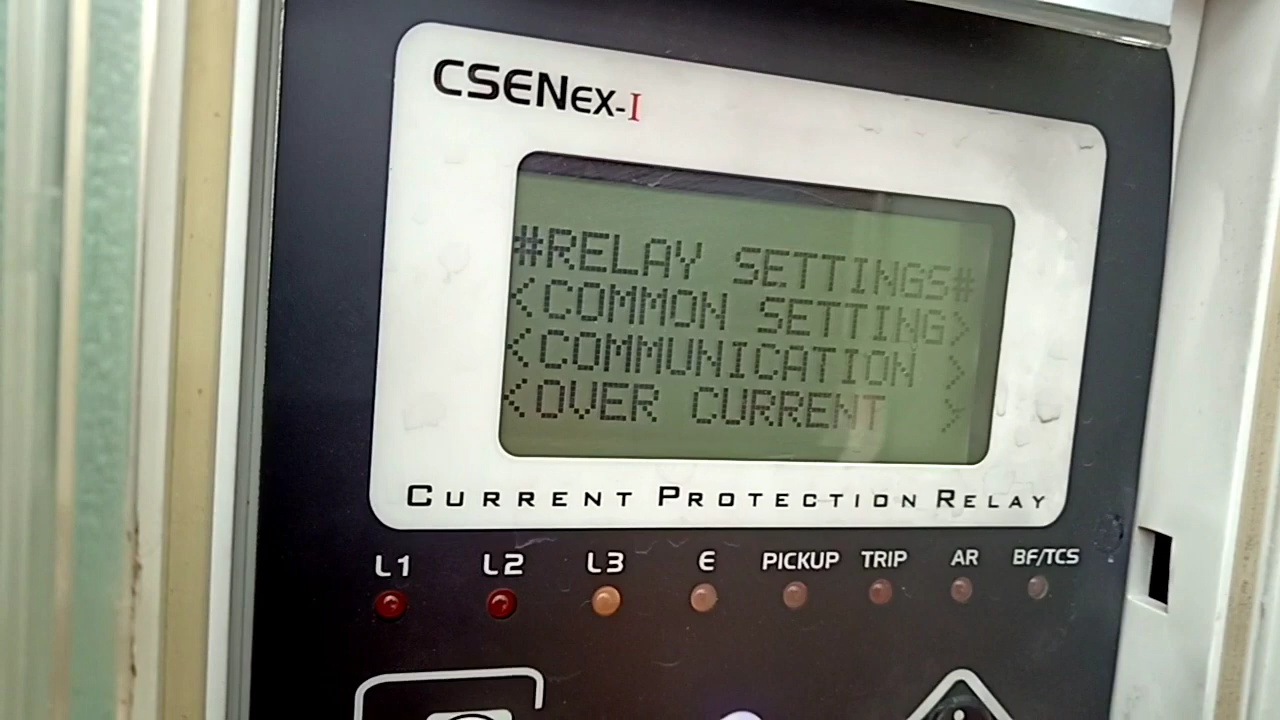 CSENEX-I
#RELAY SETTINGS#
<COMMON SETTING>
<COMMUNICATION >
<OVER CURRENT >
CURRENT PROTECTION RELAY
L1 L2 L3 E PICKUP TRIP AR BF/TCS